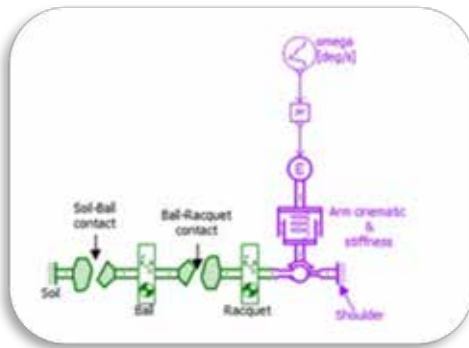 omega
[deg/s]
E
Arm cinematic
&
stiffness
Soil-Ball
contact
Ball-Racquet
contact
Soil
Ball
Racquet
Shoulder